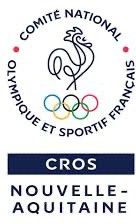 COMITÉ NATIONAL
OLYMPIQUE ET SPORTIF FRANÇAIS
CROS
NOUVELLE-
AQUITAINE